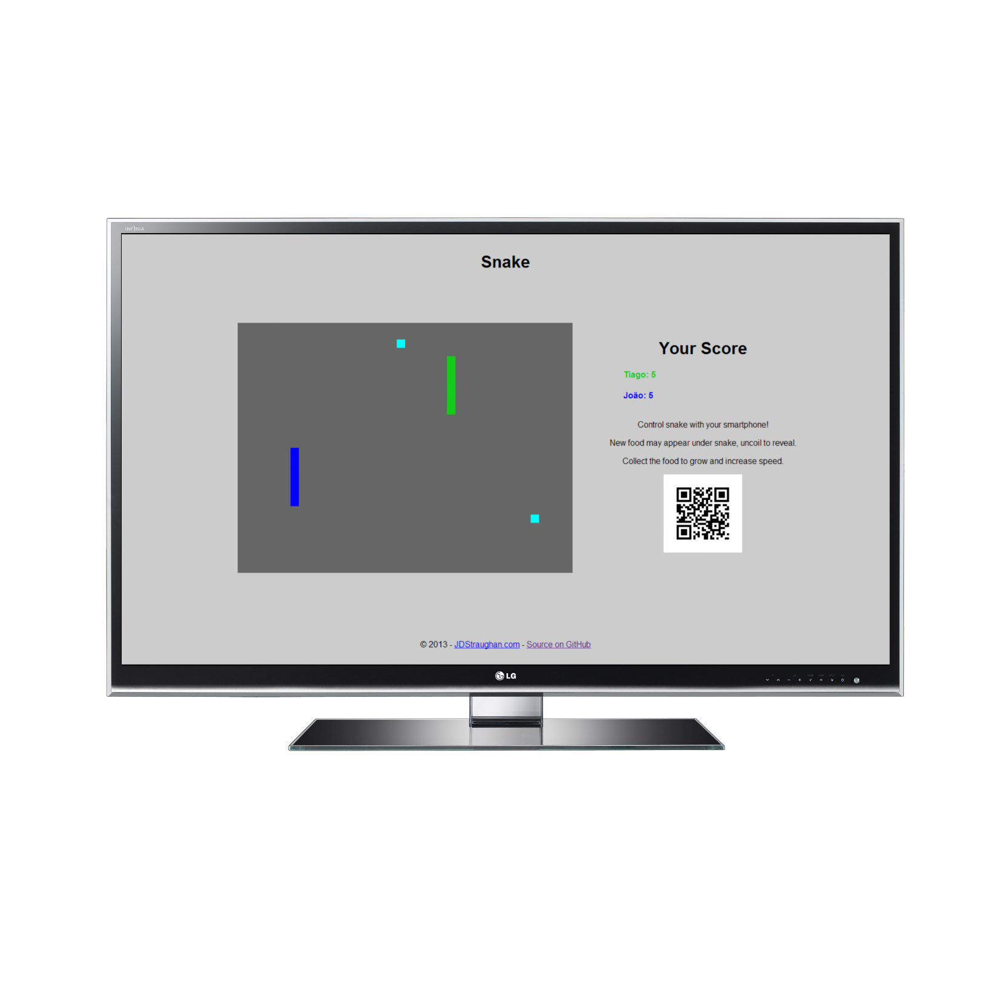 INFINIA
Snake
Your Score
Tiago: 5
João: 5
Control snake with your smartphone!
New food may appear under snake, uncoil to reveal.
Collect the food to grow and increase speed.
© 2013 - JDStraughan.com - Source on GitHub
LG